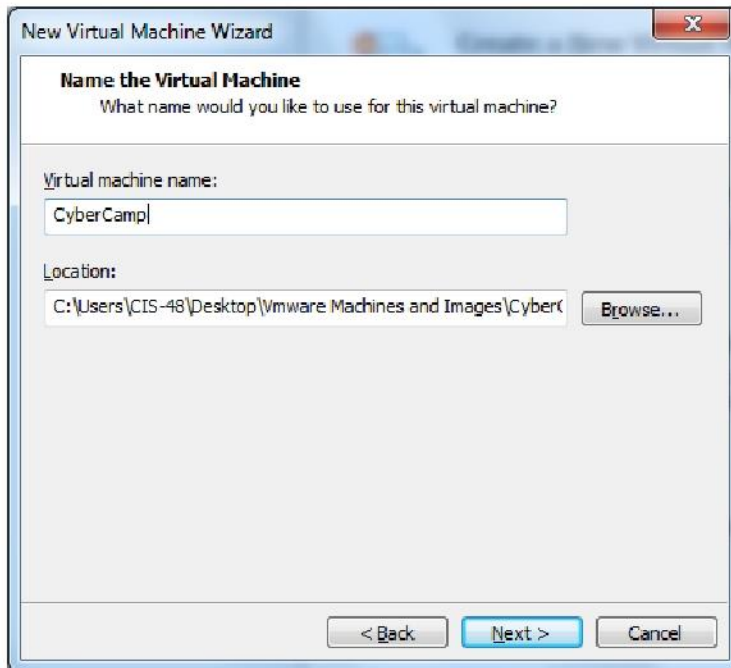 New Virtual Machine Wizard
Name the Virtual Machine
What name would you like to use for this virtual machine?
Virtual machine name:
CyberCamp
Location:
C:\Users\CIS-48\Desktop\Vmware Machines and Images\Cyber
Browse...
< Back Next > Cancel